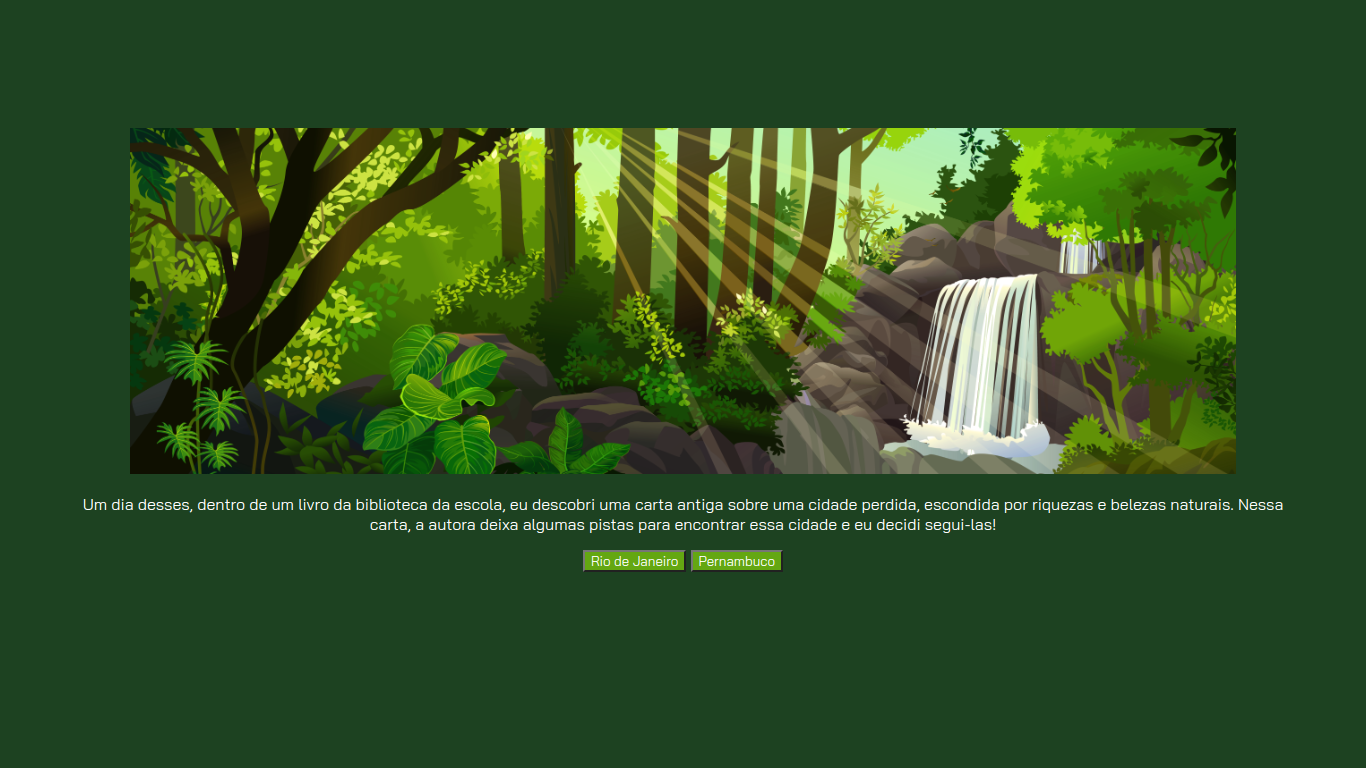 Um dia desses, dentro de um livro da biblioteca da escola, eu descobri uma carta antiga sobre uma cidade perdida, escondida por riquezas e belezas naturais. Nessa
carta, a autora deixa algumas pistas para encontrar essa cidade e eu decidi segui-las!
Rio de Janeiro Pernambuco